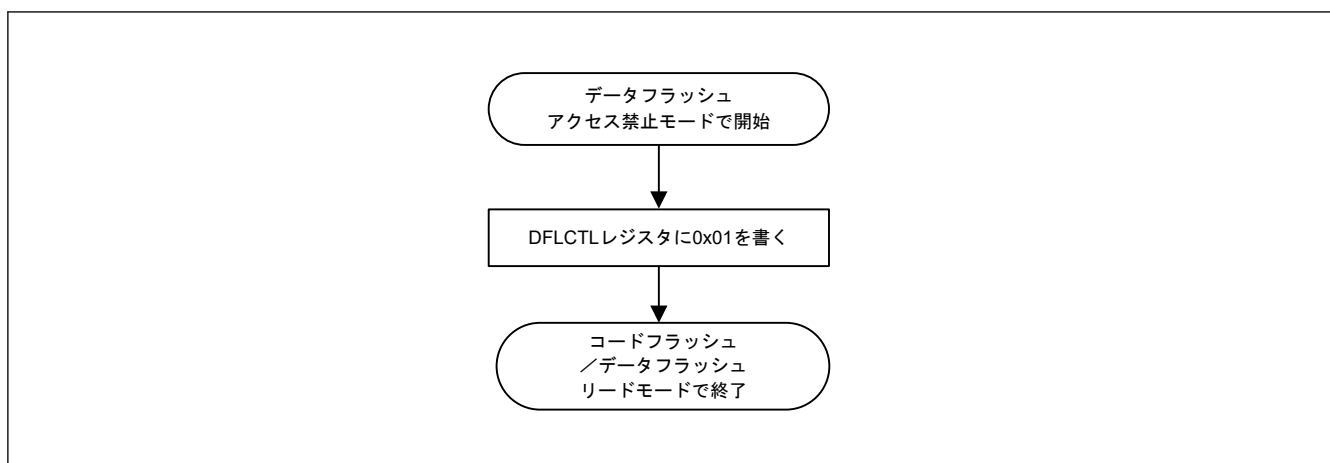 データフラッシュ
アクセス禁止モードで開始
DFLCTLレジスタに0x01を書く
コードフラッシュ
／データフラッシュ
リードモードで終了